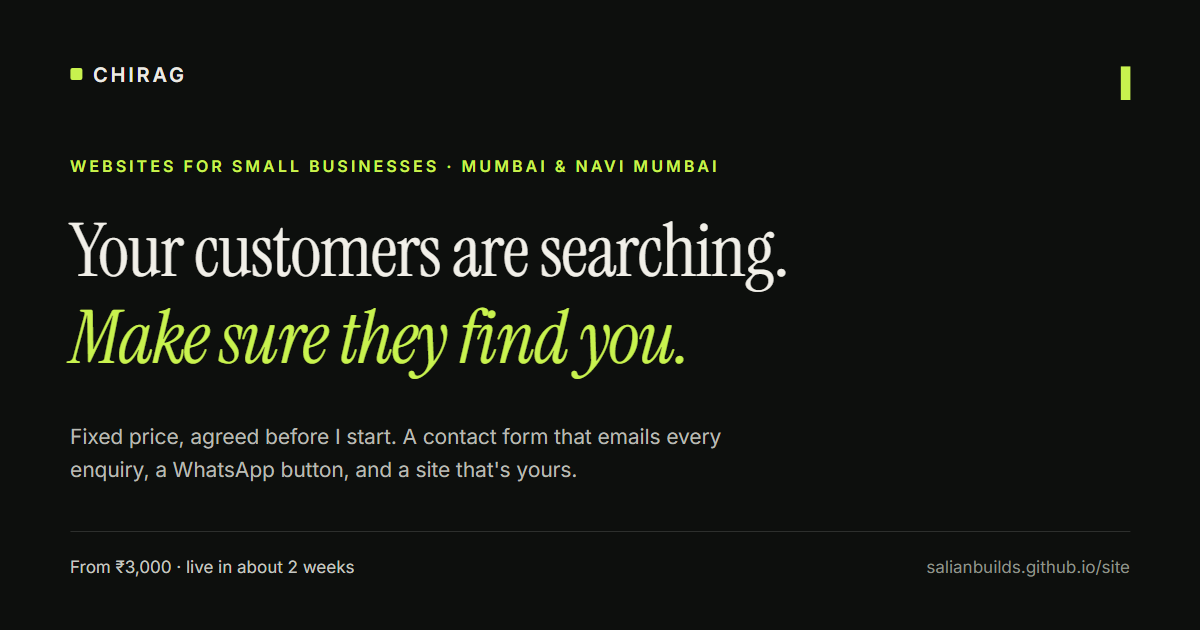 CHIRAG
WEBSITES FOR SMALL BUSINESSES · MUMBAI & NAVI MUMBAI
Your customers are searching.
Make sure they find you.
Fixed price, agreed before I start. A contact form that emails every
enquiry, a WhatsApp button, and a site that's yours.
From ₹3,000 · live in about 2 weeks
salianbuilds.github.io/site